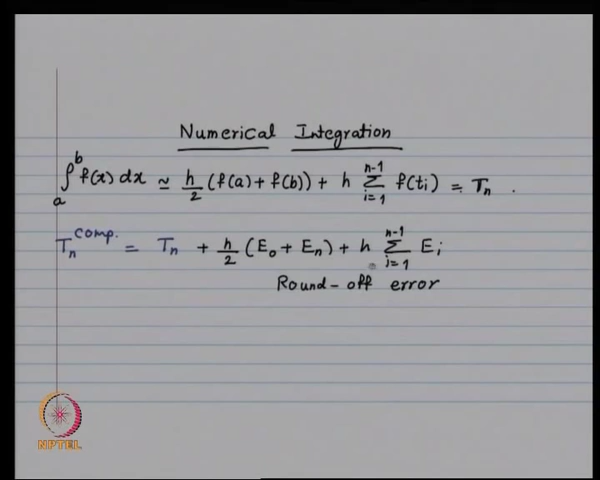 Numerical Integration
∫_a^b f(x) dx ≃ h/2 (f(a) + f(b)) + h Σ_{i=1}^{n-1} f(t_i) = T_n .
T_n^{comp.} = T_n + h/2 (E_0 + E_n) + h Σ_{i=1}^{n-1} E_i
Round-off error
NPTEL